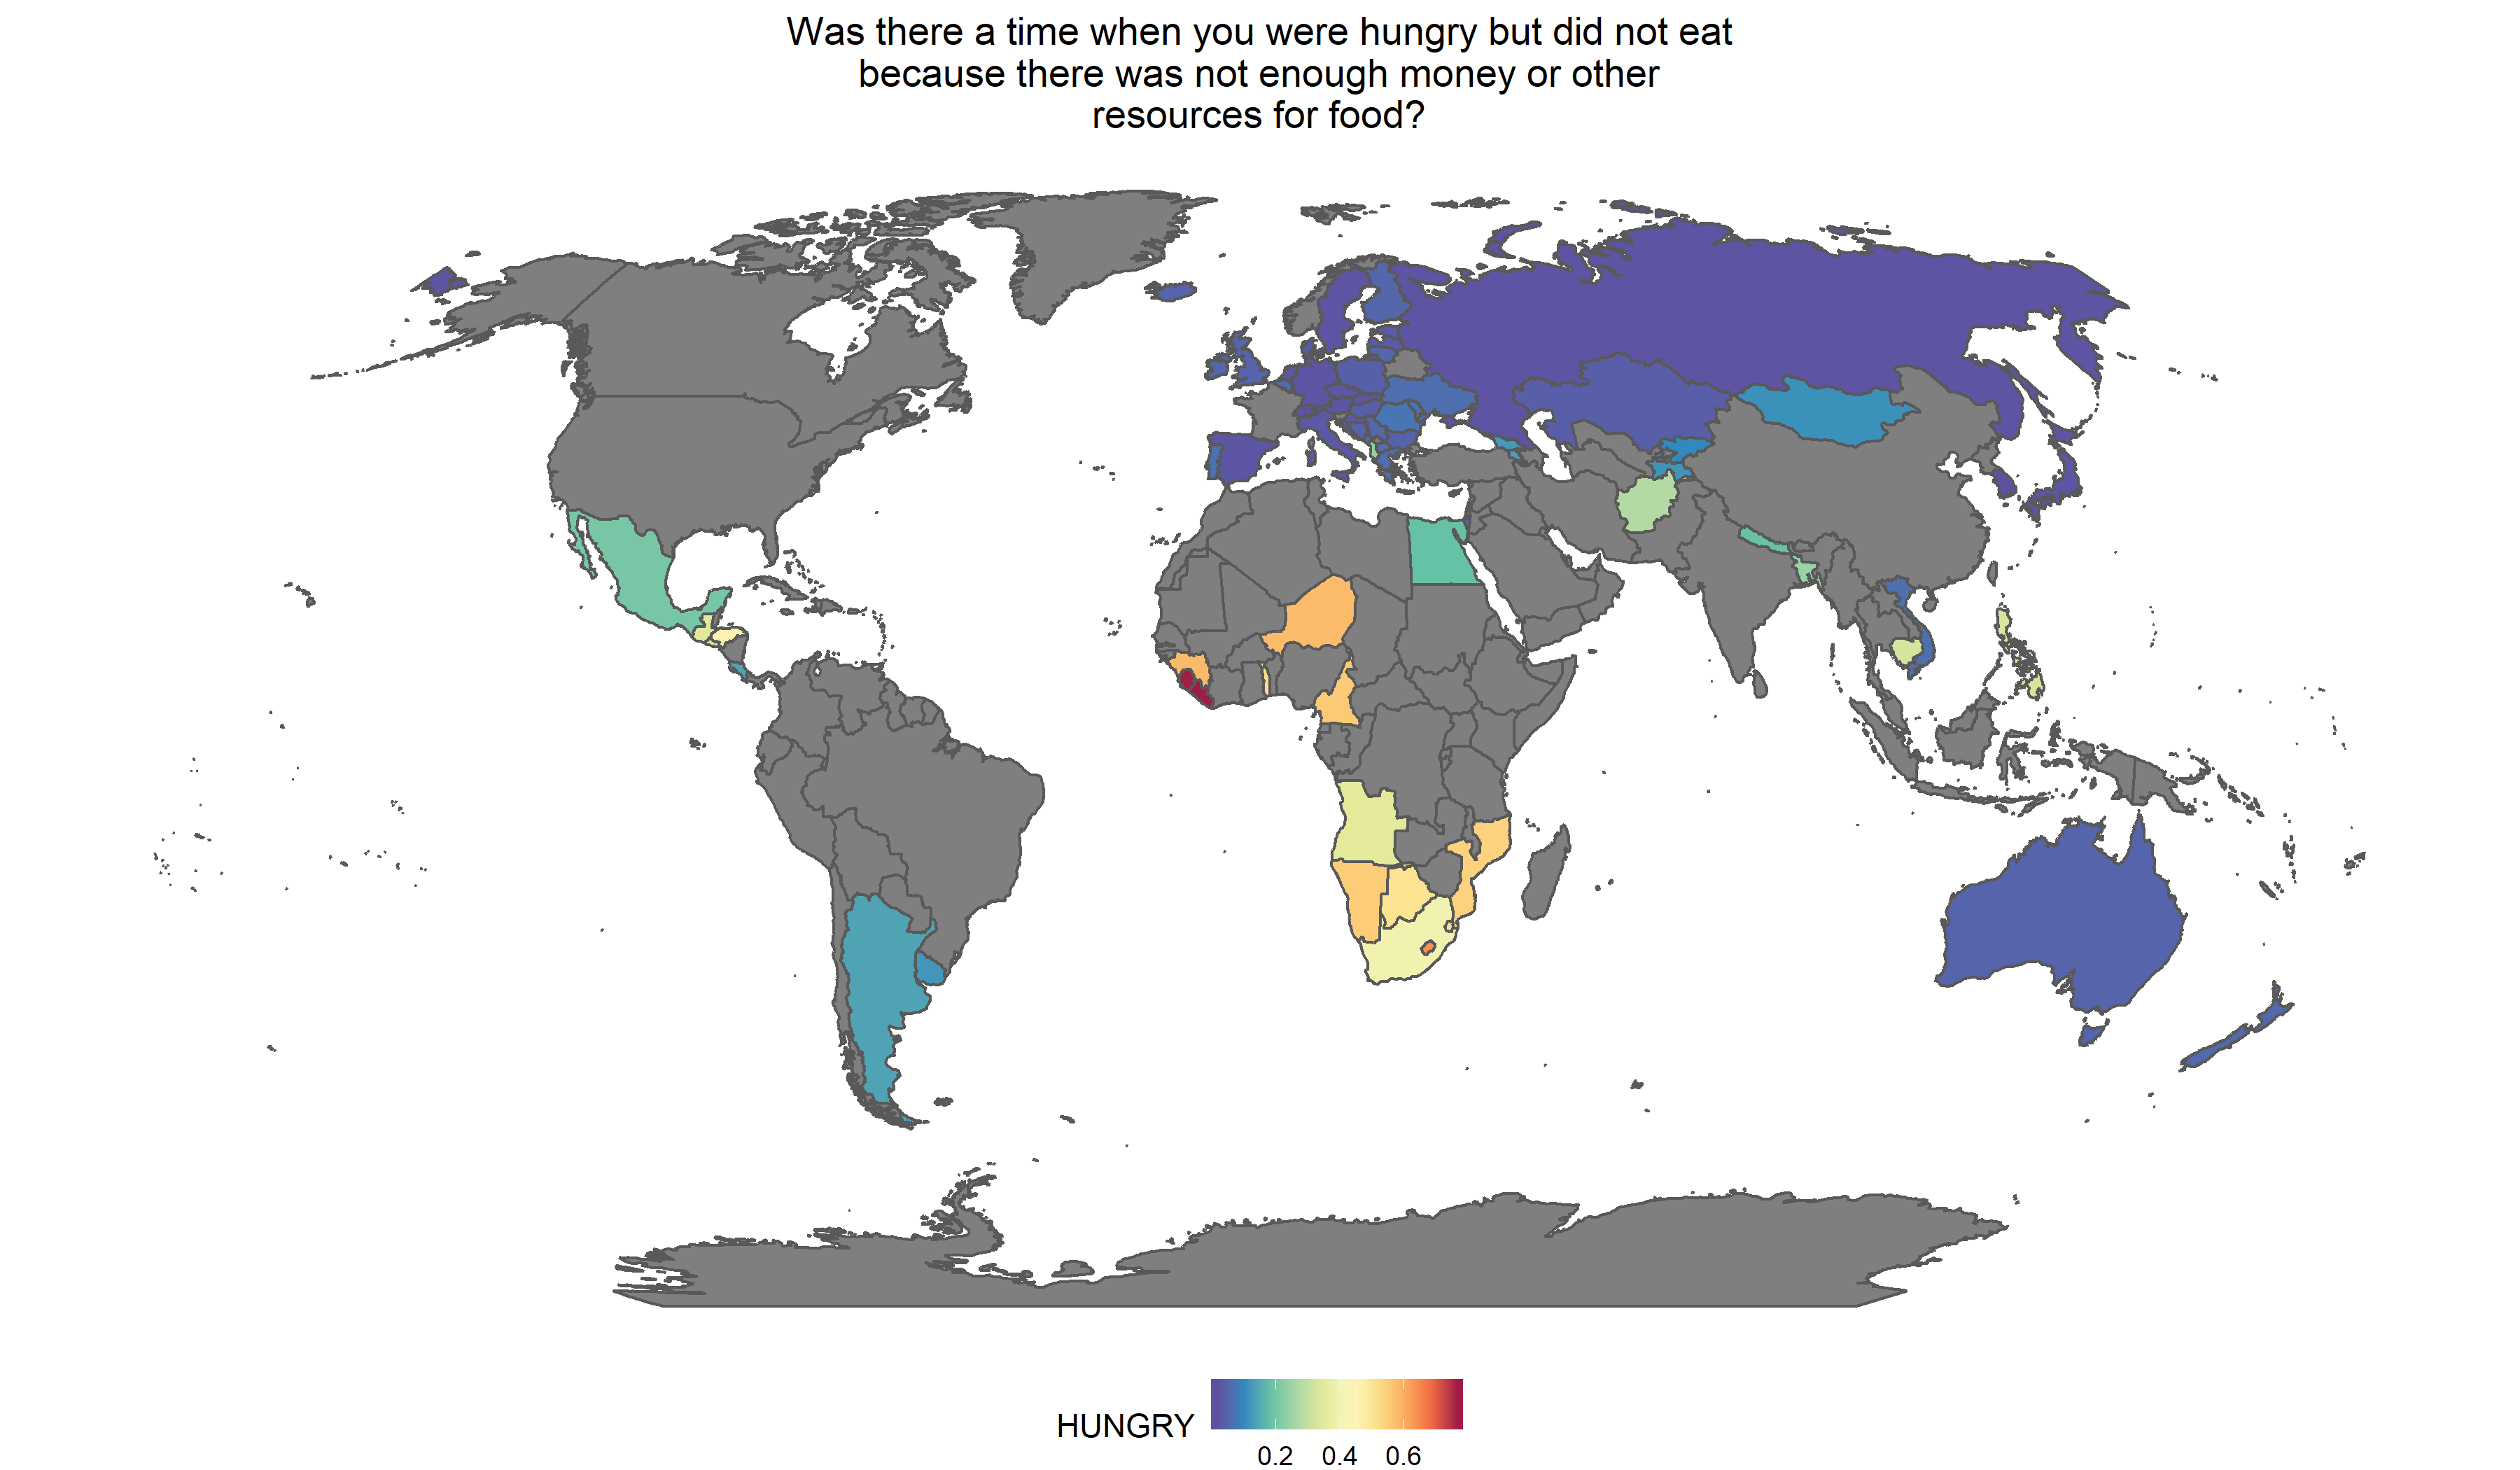 Was there a time when you were hungry but did not eat
because there was not enough money or other
resources for food?
HUNGRY
0.2 0.4 0.6